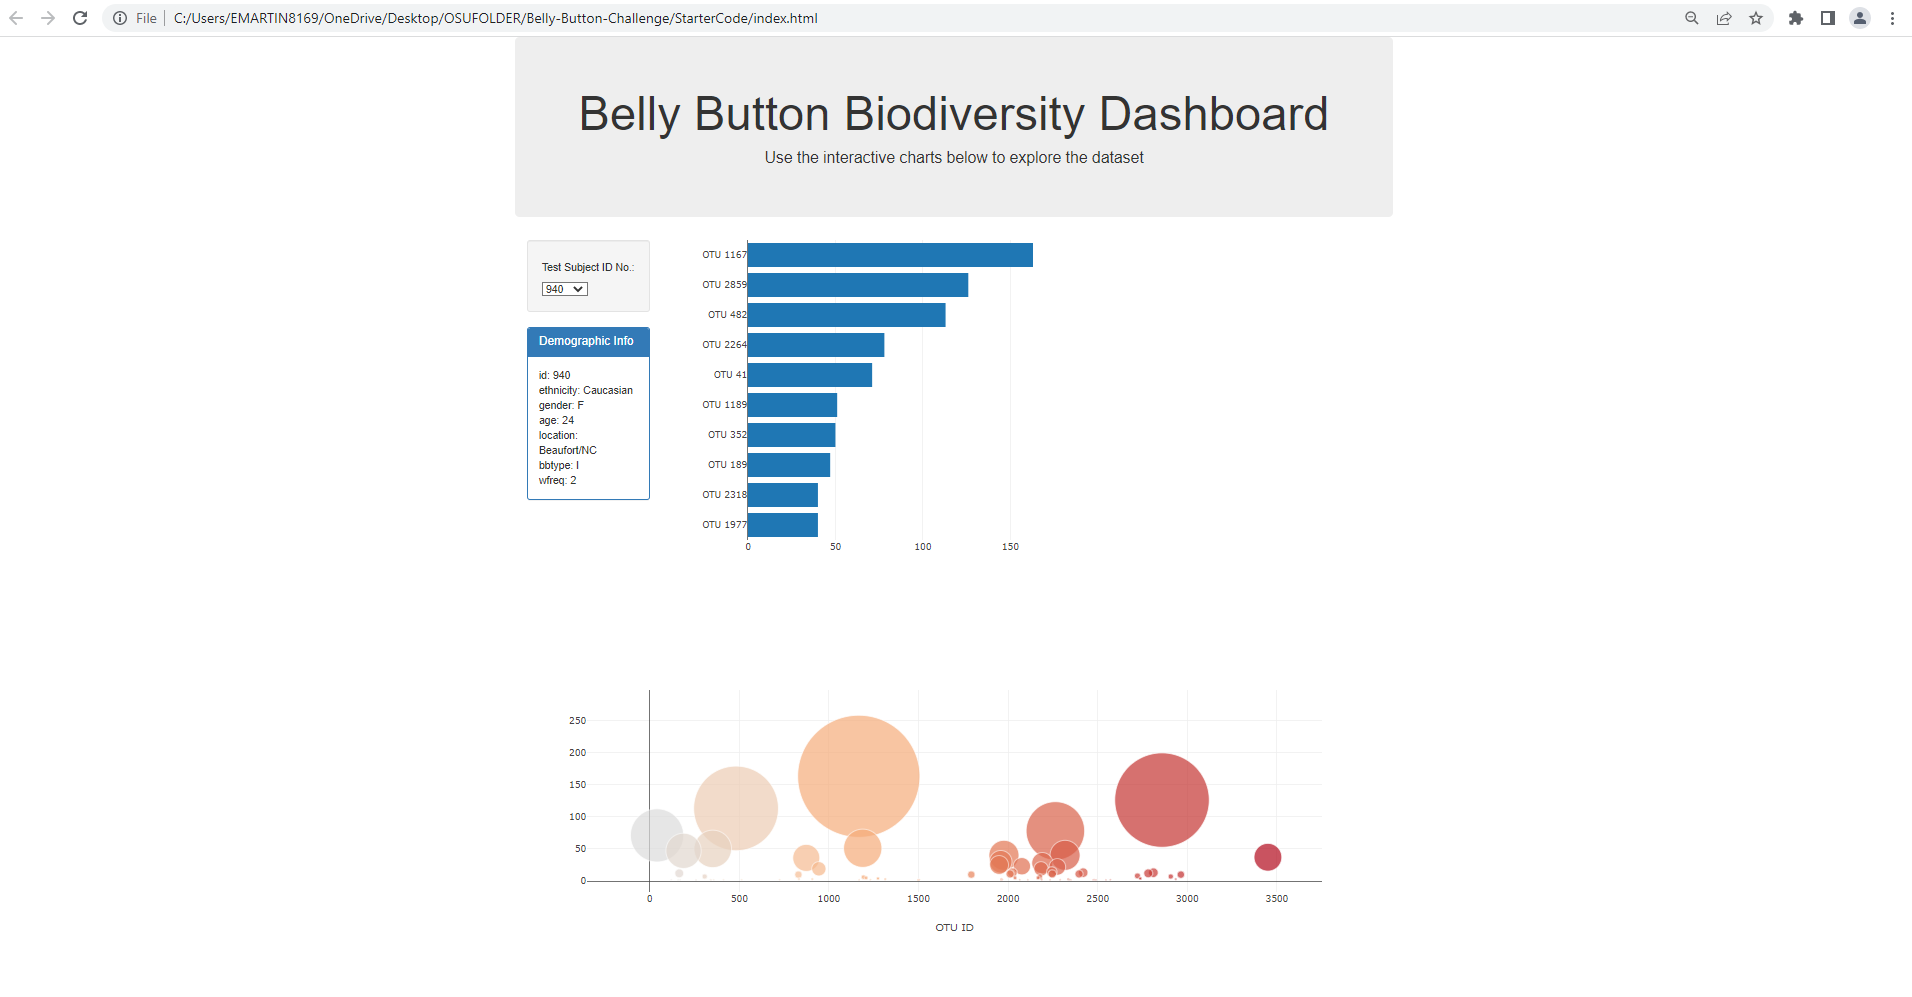 File | C:/Users/EMARTIN8169/OneDrive/Desktop/OSUFOLDER/Belly-Button-Challenge/StarterCode/index.html
Belly Button Biodiversity Dashboard
Use the interactive charts below to explore the dataset
Test Subject ID No.:
940
Demographic Info
id: 940
ethnicity: Caucasian
gender: F
age: 24
location:
Beaufort/NC
bbtype: I
wfreq: 2
OTU 1167
OTU 2859
OTU 482
OTU 2264
OTU 41
OTU 1189
OTU 352
OTU 189
OTU 2318
OTU 1977
0 50 100 150
250
200
150
100
50
0
0 500 1000 1500 2000 2500 3000 3500
OTU ID